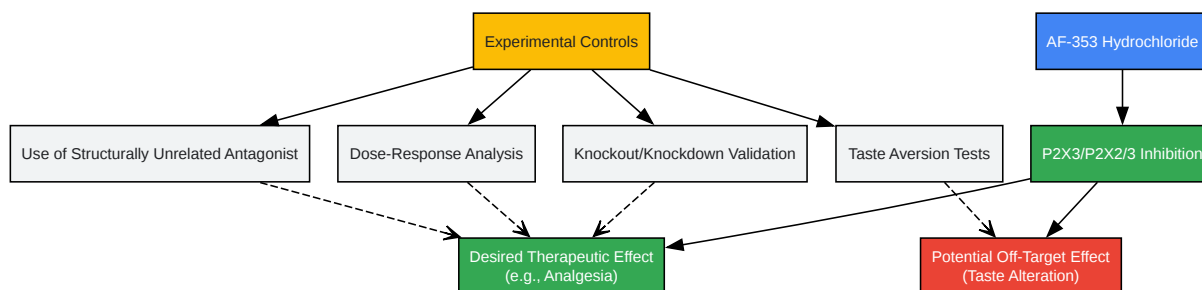 Experimental Controls
AF-353 Hydrochloride
Use of Structurally Unrelated Antagonist
Dose-Response Analysis
Knockout/Knockdown Validation
Taste Aversion Tests
P2X3/P2X2/3 Inhibition
Desired Therapeutic Effect
(e.g., Analgesia)
Potential Off-Target Effect
(Taste Alteration)